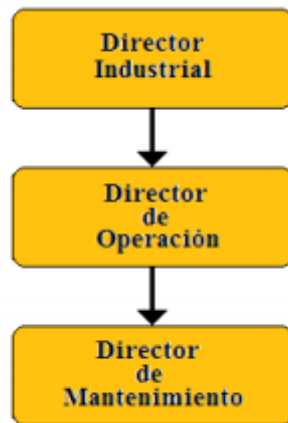 Director
Industrial
Director
de
Operación
Director
de
Mantenimiento